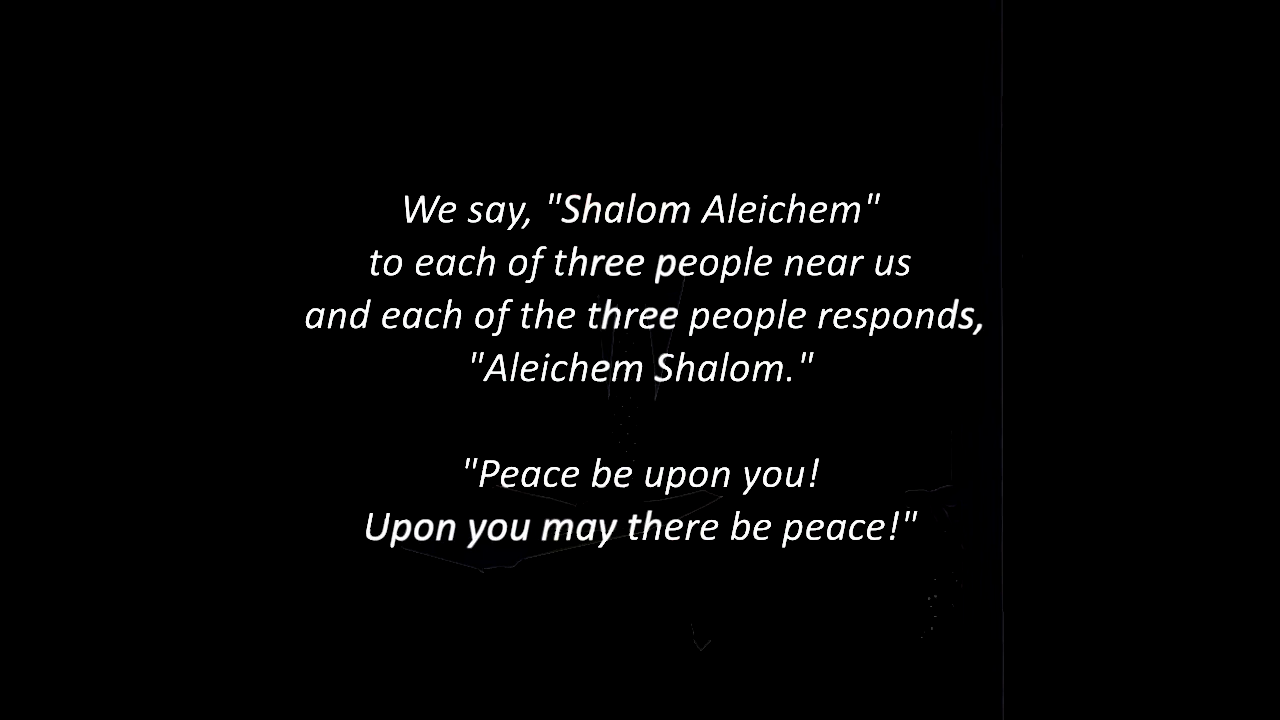 We say, "Shalom Aleichem"
to each of three people near us
and each of the three people responds,
"Aleichem Shalom."
"Peace be upon you!
Upon you may there be peace!"